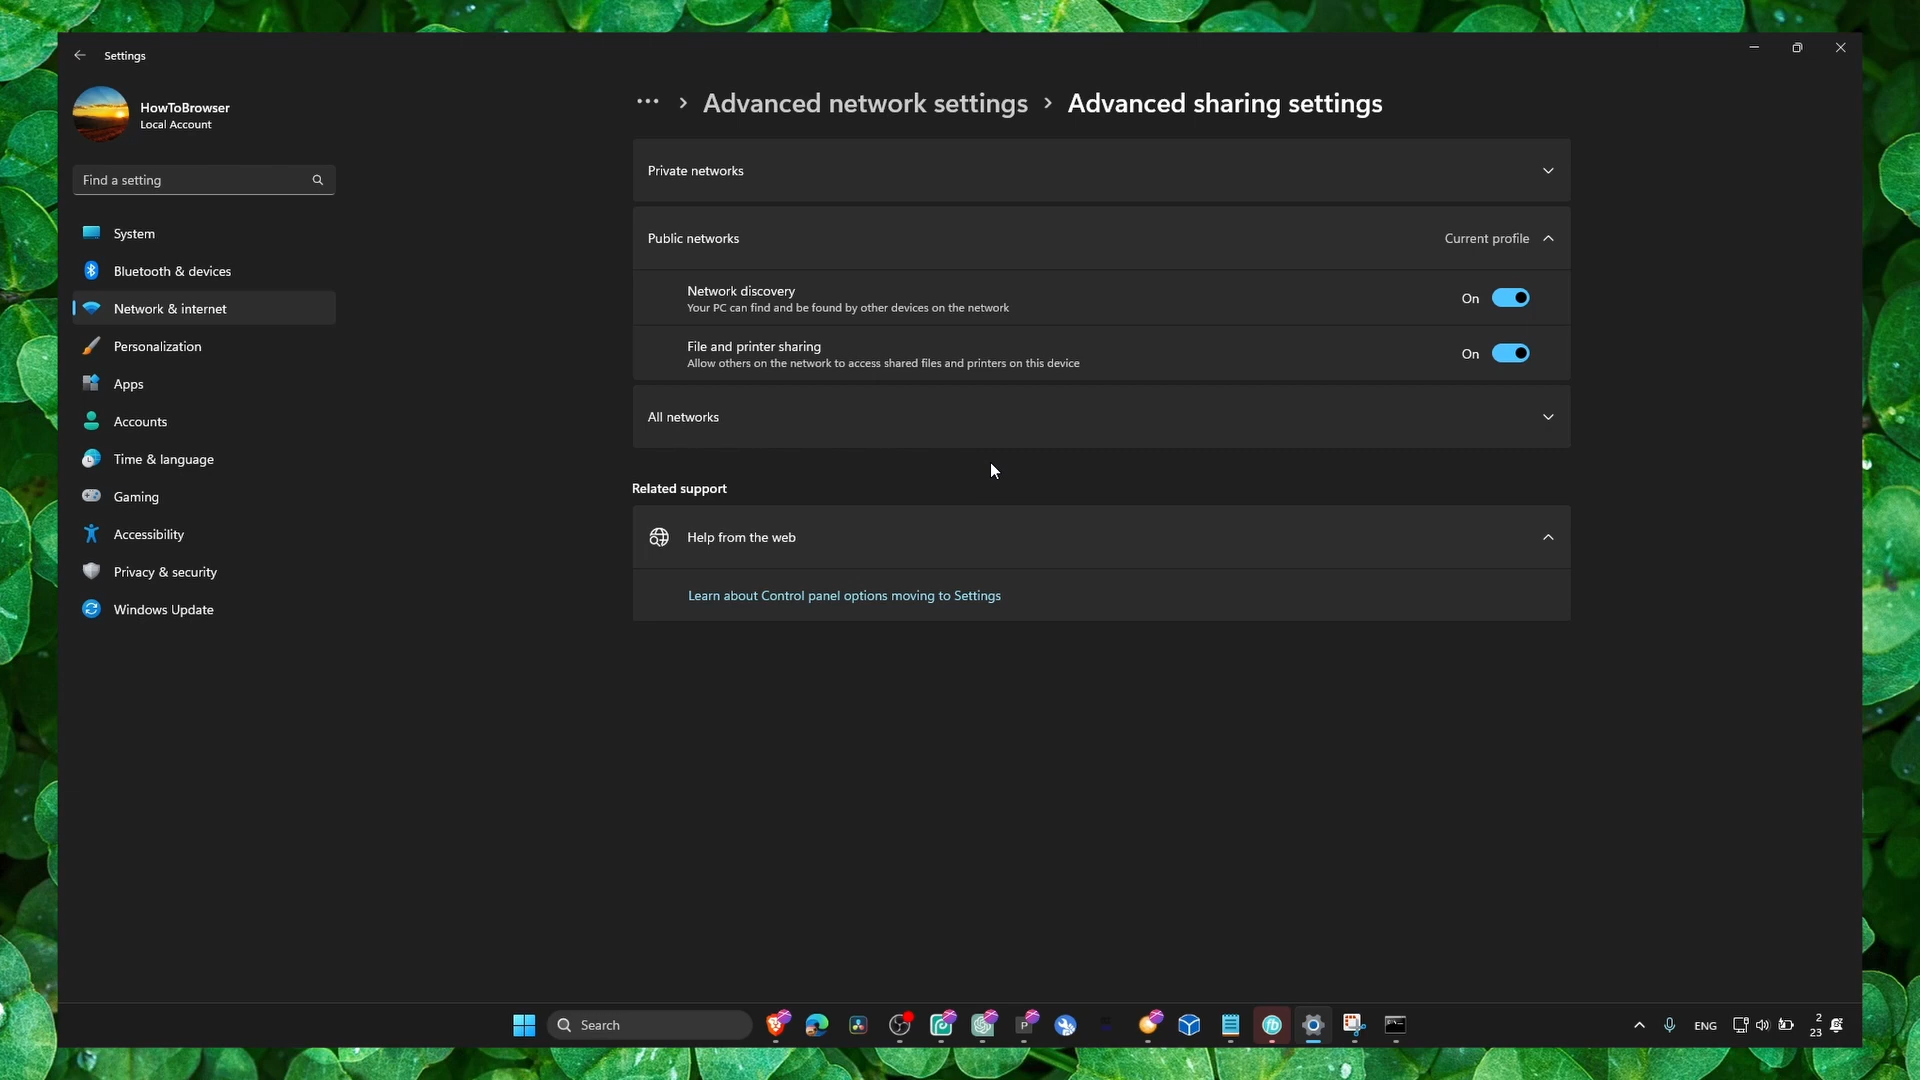 Settings
HowToBrowser
Local Account
Find a setting
System
Bluetooth & devices
Network & internet
Personalization
Apps
Accounts
Time & language
Gaming
Accessibility
Privacy & security
Windows Update
··· > Advanced network settings > Advanced sharing settings
Private networks
Public networks
Current profile
Network discovery
Your PC can find and be found by other devices on the network
On
File and printer sharing
Allow others on the network to access shared files and printers on this device
On
All networks
Related support
Help from the web
Learn about Control panel options moving to Settings
Search
P
fb
ENG
2
23